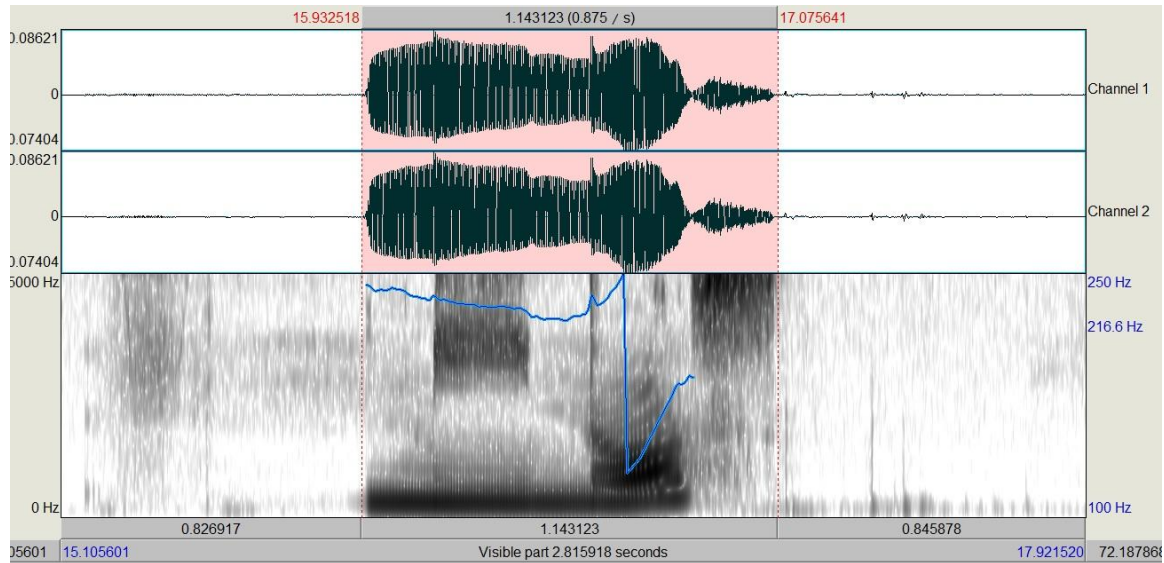 15.932518 1.143123 (0.875 / s) 17.075641
0.08621
0
0.07404
Channel 1
0.08621
0
0.07404
Channel 2
5000 Hz
250 Hz
216.6 Hz
0 Hz
100 Hz
0.826917 1.143123 0.845878
05601 15.105601 Visible part 2.815918 seconds 17.921520 72.187868